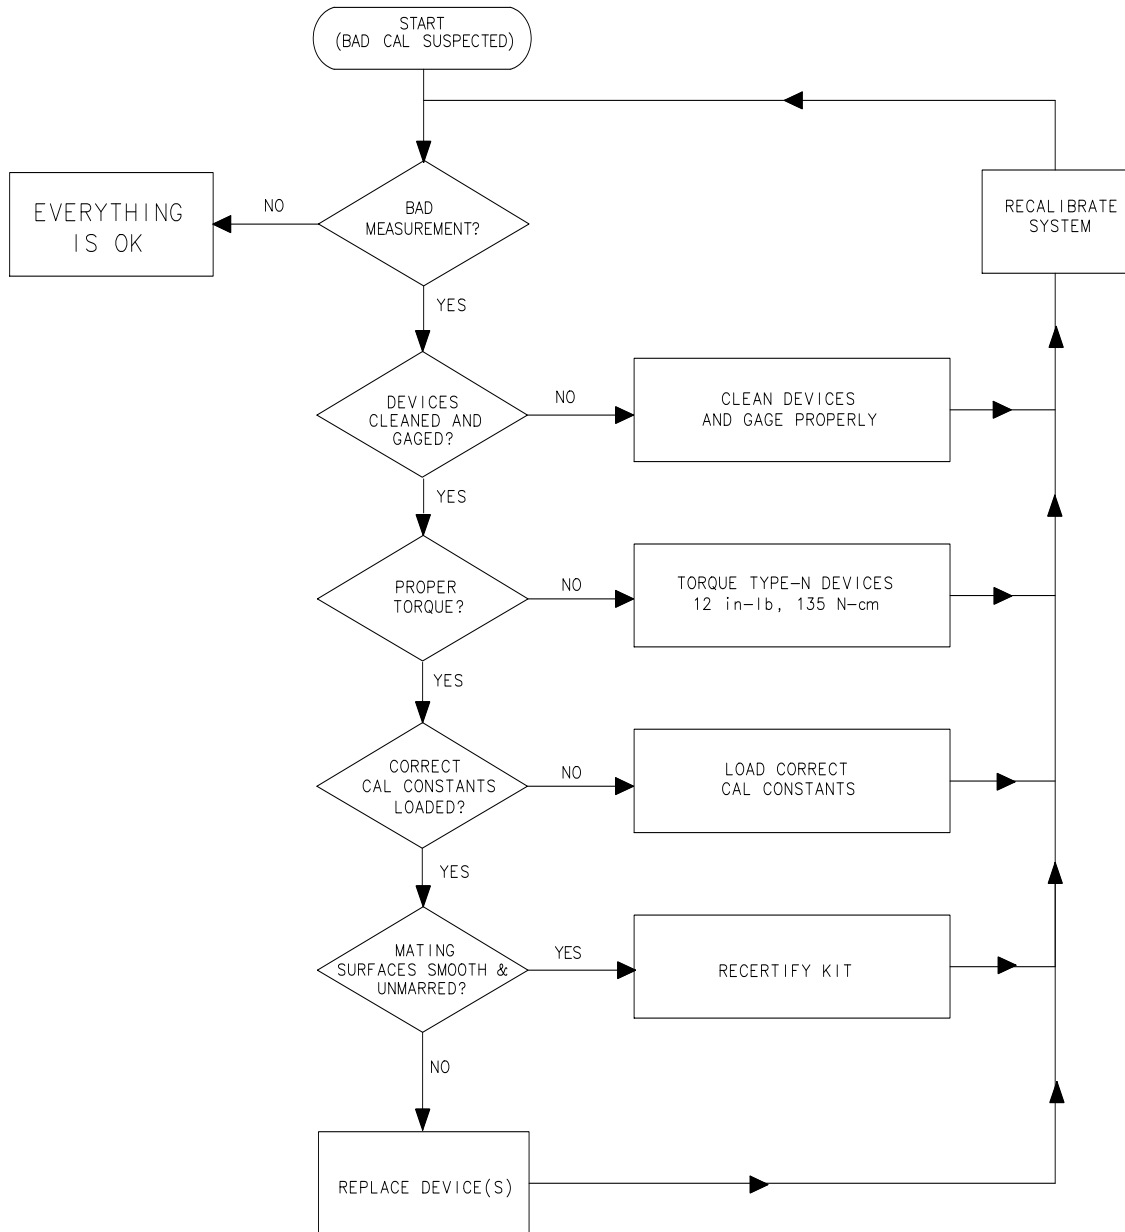 START
(BAD CAL SUSPECTED)
EVERYTHING
IS OK
NO
BAD
MEASUREMENT?
RECALIBRATE
SYSTEM
YES
DEVICES
CLEANED AND
GAGED?
NO
CLEAN DEVICES
AND GAGE PROPERLY
YES
PROPER
TORQUE?
NO
TORQUE TYPE-N DEVICES
12 in-lb, 135 N-cm
YES
CORRECT
CAL CONSTANTS
LOADED?
NO
LOAD CORRECT
CAL CONSTANTS
YES
MATING
SURFACES SMOOTH &
UNMARRED?
YES
RECERTIFY KIT
NO
REPLACE DEVICE(S)